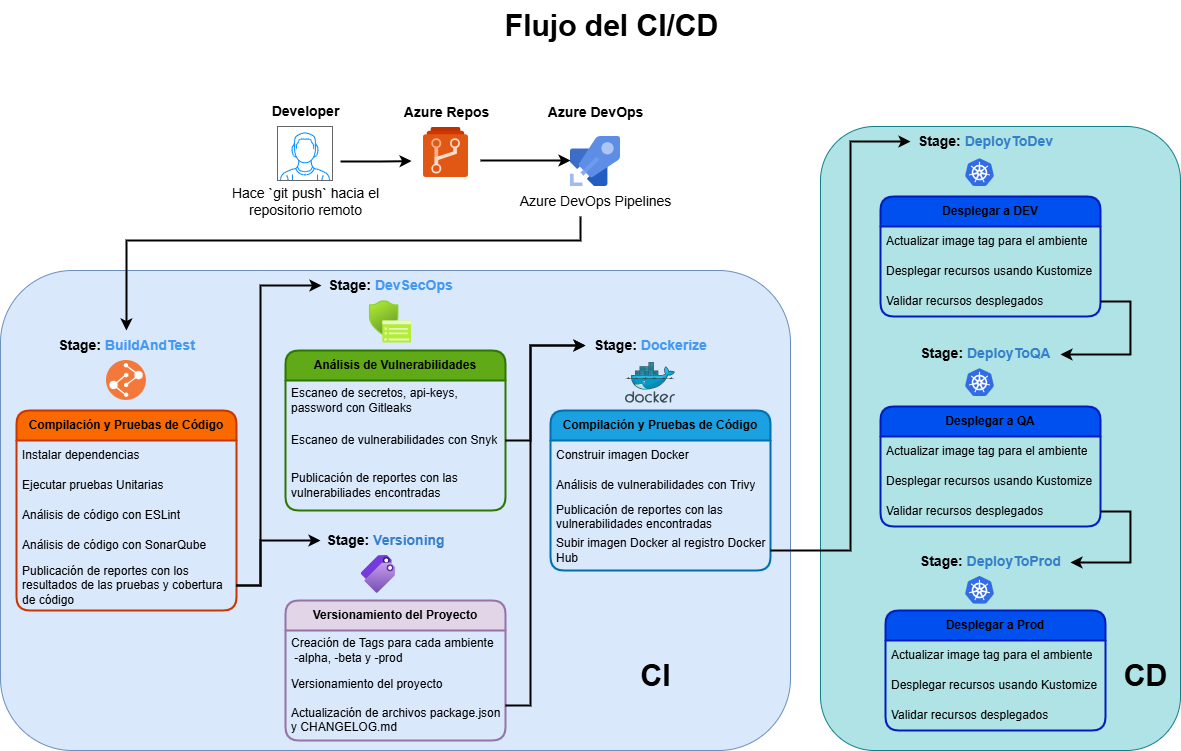 Flujo del CI/CD
Developer
Hace `git push` hacia el
repositorio remoto
Azure Repos
Azure DevOps
Azure DevOps Pipelines
Stage: BuildAndTest
Compilación y Pruebas de Código
Instalar dependencias
Ejecutar pruebas Unitarias
Análisis de código con ESLint
Análisis de código con SonarQube
Publicación de reportes con los
resultados de las pruebas y cobertura
de código
Stage: DevSecOps
Análisis de Vulnerabilidades
Escaneo de secretos, api-keys,
password con Gitleaks
Escaneo de vulnerabilidades con Snyk
Publicación de reportes con las
vulnerabiliades encontradas
Stage: Versioning
Versionamiento del Proyecto
Creación de Tags para cada ambiente
-alpha, -beta y -prod
Versionamiento del proyecto
Actualización de archivos package.json
y CHANGELOG.md
Stage: Dockerize
docker
Compilación y Pruebas de Código
Construir imagen Docker
Análisis de vulnerabilidades con Trivy
Publicación de reportes con las
vulnerabilidades encontradas
Subir imagen Docker al registro Docker
Hub
CI
Stage: DeployToDev
Desplegar a DEV
Actualizar image tag para el ambiente
Desplegar recursos usando Kustomize
Validar recursos desplegados
Stage: DeployToQA
Desplegar a QA
Actualizar image tag para el ambiente
Desplegar recursos usando Kustomize
Validar recursos desplegados
Stage: DeployToProd
Desplegar a Prod
Actualizar image tag para el ambiente
Desplegar recursos usando Kustomize
Validar recursos desplegados
CD